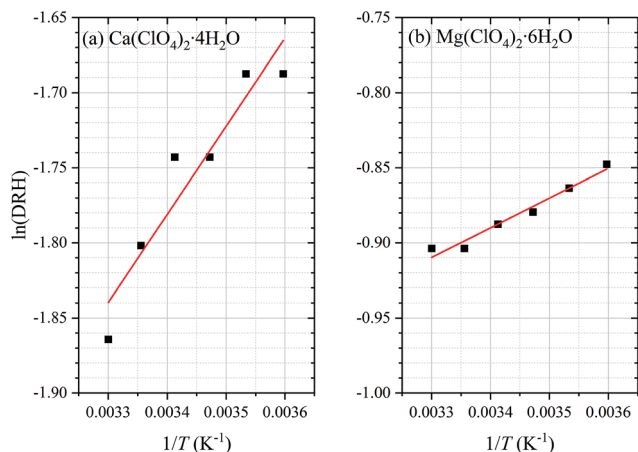 (a) Ca(ClO4)2·4H2O
ln(DRH)
-1.65
-1.70
-1.75
-1.80
-1.85
-1.90
0.0033 0.0034 0.0035 0.0036
1/T (K-1)
(b) Mg(ClO4)2·6H2O
-0.75
-0.80
-0.85
-0.90
-0.95
-1.00
0.0033 0.0034 0.0035 0.0036
1/T (K-1)